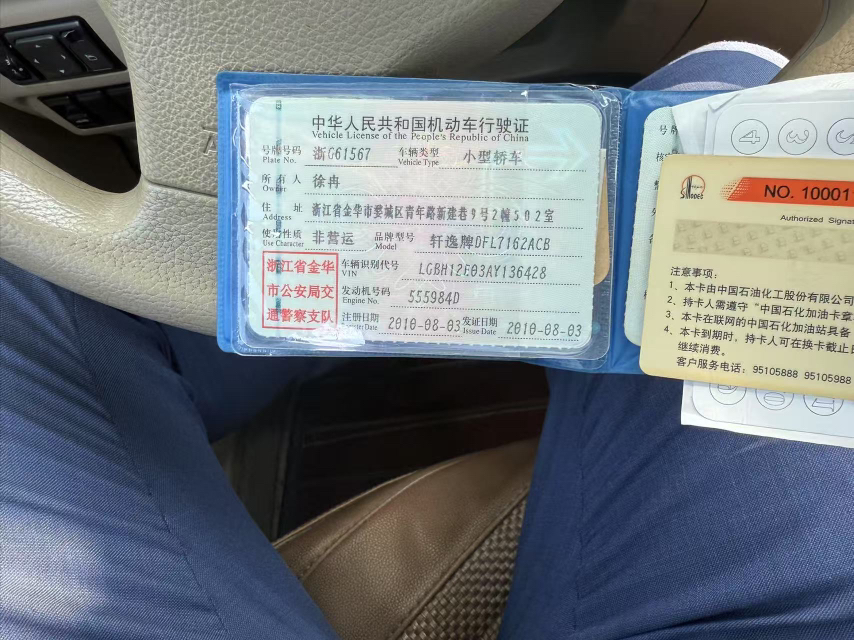 中华人民共和国机动车行驶证
Vehicle License of the People's Republic of China
号牌号码 浙G61567 车辆类型 小型轿车
Plate No. Vehicle Type
所有人 徐冉
Owner
住址 浙江省金华市婺城区青年路新建巷9号2幢502室
Address
使用性质 非营运 品牌型号 轩逸牌DFL7162ACB
Use Character Model
浙江省金华
市公安局交
通警察支队
车辆识别代号 LGBH12E03AY136428
VIN
发动机号码 555984D
Engine No.
注册日期 2010-08-03 发证日期 2010-08-03
Register Date Issue Date
号牌
SINOPEC
NO. 10001
Authorized Signat
注意事项：
1、本卡由中国石油化工股份有限公司
2、持卡人需遵守“中国石化加油卡章
3、本卡在联网的中国石化加油站具备
4、本卡到期时，持卡人可在换卡截止日
继续消费。
客户服务电话：95105888 95105988